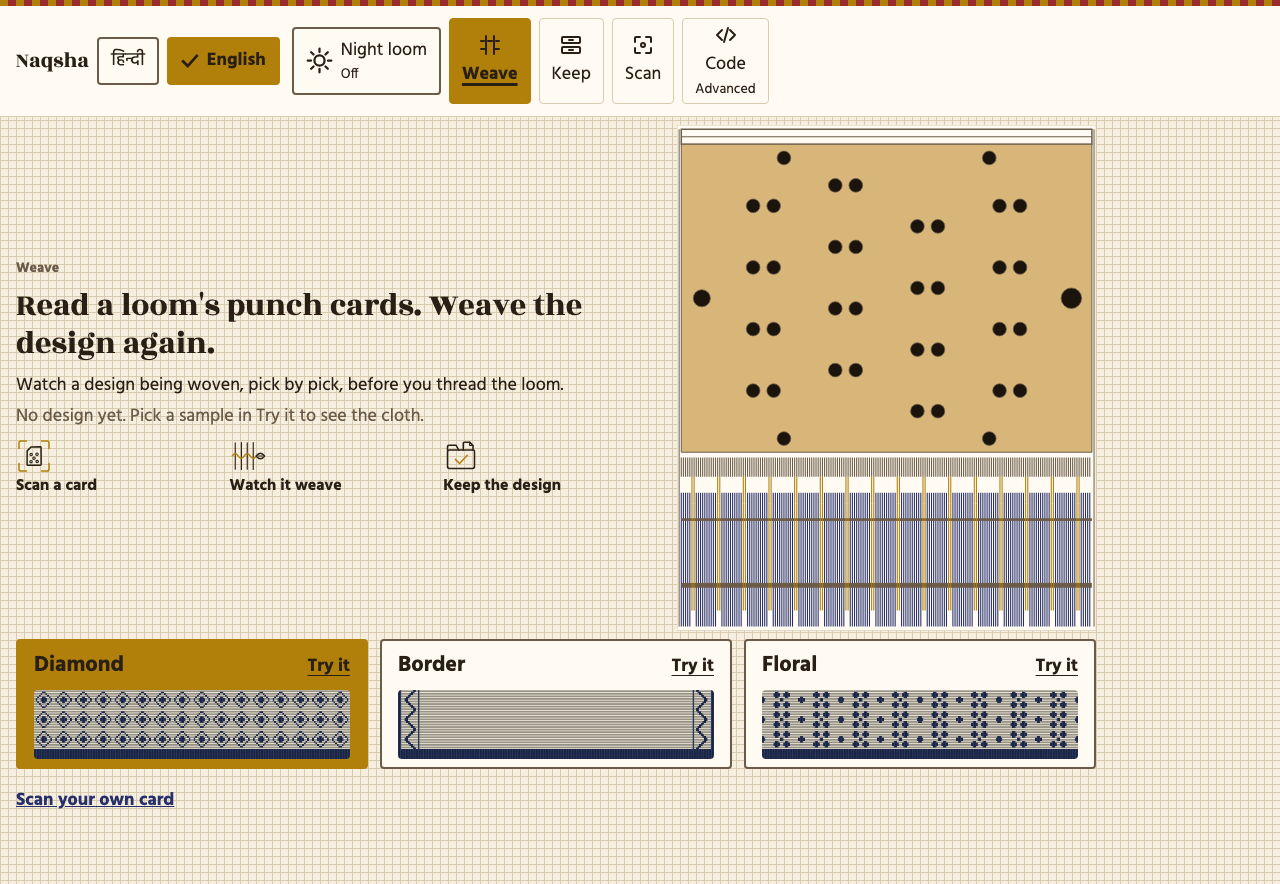 Naqsha
हिन्दी
English
Night loom
Off
Weave
Keep
Scan
Code
Advanced
Weave
Read a loom's punch cards. Weave the
design again.
Watch a design being woven, pick by pick, before you thread the loom.
No design yet. Pick a sample in Try it to see the cloth.
Scan a card
Watch it weave
Keep the design
Diamond
Try it
Border
Try it
Floral
Try it
Scan your own card